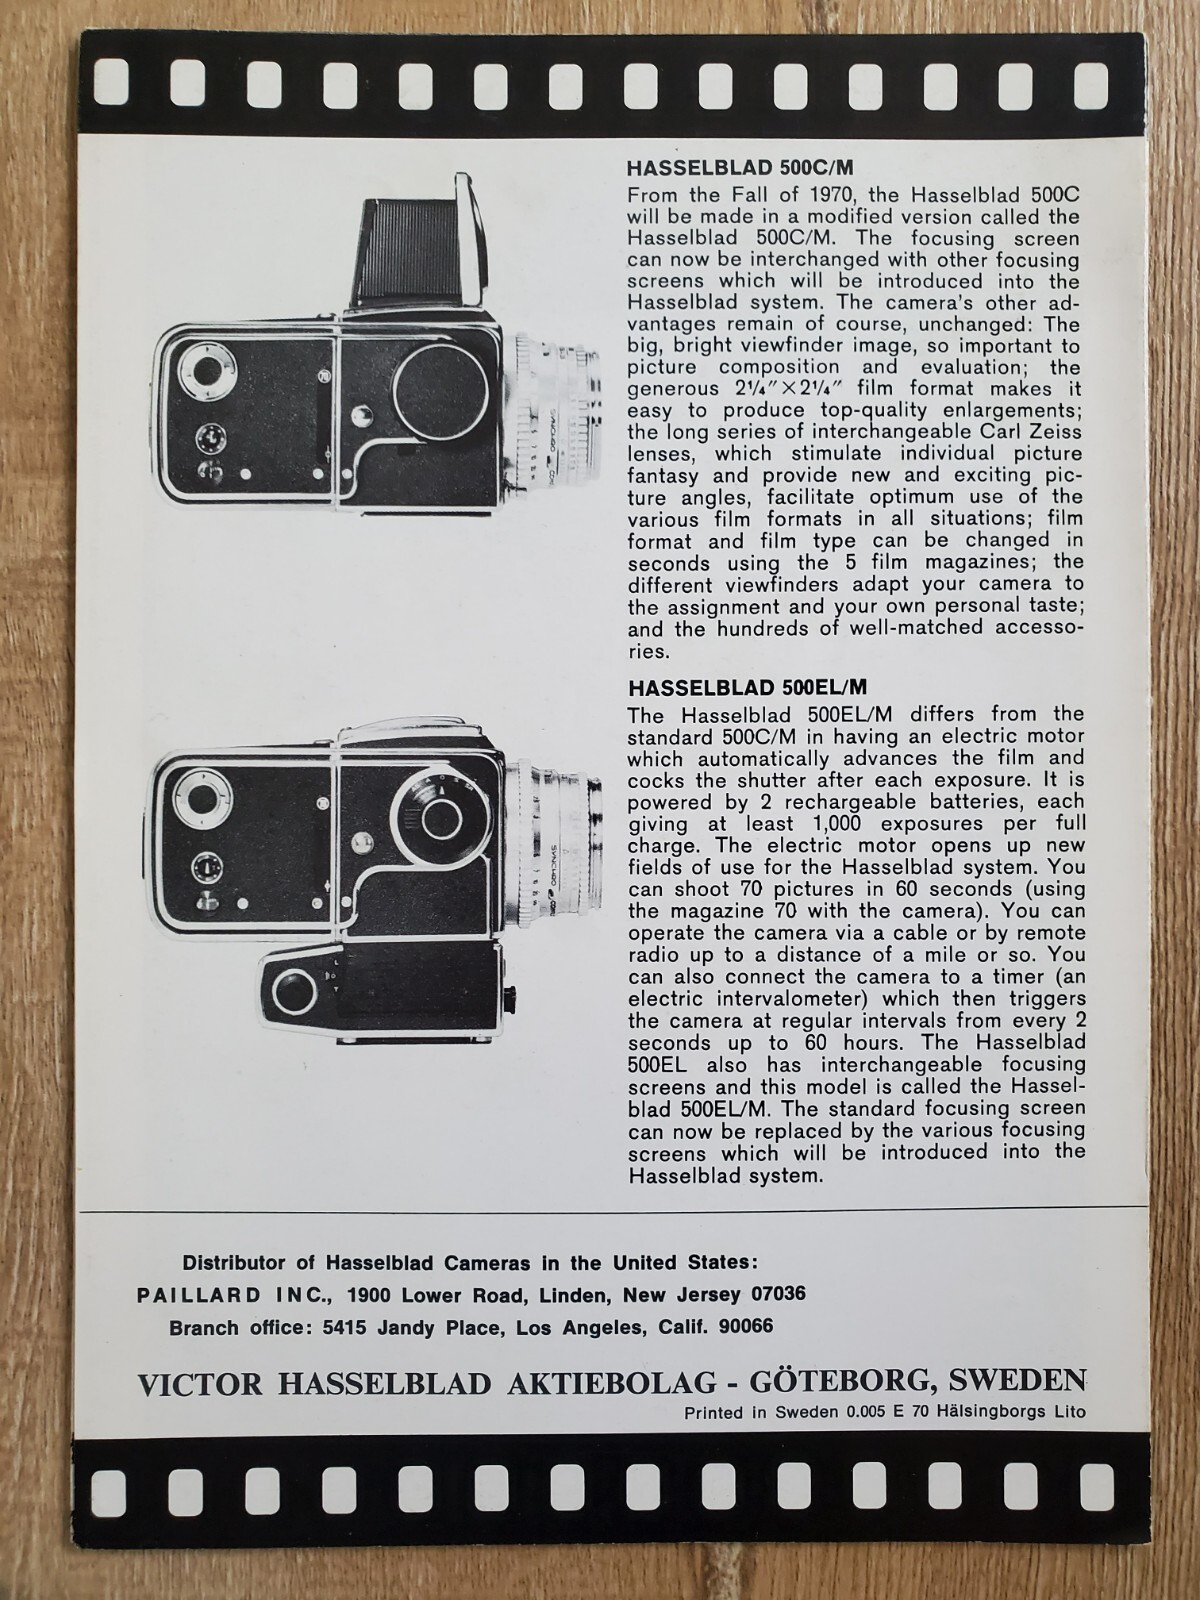 HASSELBLAD 500C/M
From the Fall of 1970, the Hasselblad 500C
will be made in a modified version called the
Hasselblad 500C/M. The focusing screen
can now be interchanged with other focusing
screens which will be introduced into the
Hasselblad system. The camera's other ad-
vantages remain of course, unchanged: The
big, bright viewfinder image, so important to
picture composition and evaluation; the
generous 2¼″×2¼″ film format makes it
easy to produce top-quality enlargements;
the long series of interchangeable Carl Zeiss
lenses, which stimulate individual picture
fantasy and provide new and exciting pic-
ture angles, facilitate optimum use of the
various film formats in all situations; film
format and film type can be changed in
seconds using the 5 film magazines; the
different viewfinders adapt your camera to
the assignment and your own personal taste;
and the hundreds of well-matched accesso-
ries.
HASSELBLAD 500EL/M
The Hasselblad 500EL/M differs from the
standard 500C/M in having an electric motor
which automatically advances the film and
cocks the shutter after each exposure. It is
powered by 2 rechargeable batteries, each
giving at least 1,000 exposures per full
charge. The electric motor opens up new
fields of use for the Hasselblad system. You
can shoot 70 pictures in 60 seconds (using
the magazine 70 with the camera). You can
operate the camera via a cable or by remote
radio up to a distance of a mile or so. You
can also connect the camera to a timer (an
electric intervalometer) which then triggers
the camera at regular intervals from every 2
seconds up to 60 hours. The Hasselblad
500EL also has interchangeable focusing
screens and this model is called the Hassel-
blad 500EL/M. The standard focusing screen
can now be replaced by the various focusing
screens which will be introduced into the
Hasselblad system.
SYNCHRO
SYNCHRO
Distributor of Hasselblad Cameras in the United States:
PAILLARD INC., 1900 Lower Road, Linden, New Jersey 07036
Branch office: 5415 Jandy Place, Los Angeles, Calif. 90066
VICTOR HASSELBLAD AKTIEBOLAG - GÖTEBORG, SWEDEN
Printed in Sweden 0.005 E 70 Hälsingborgs Lito